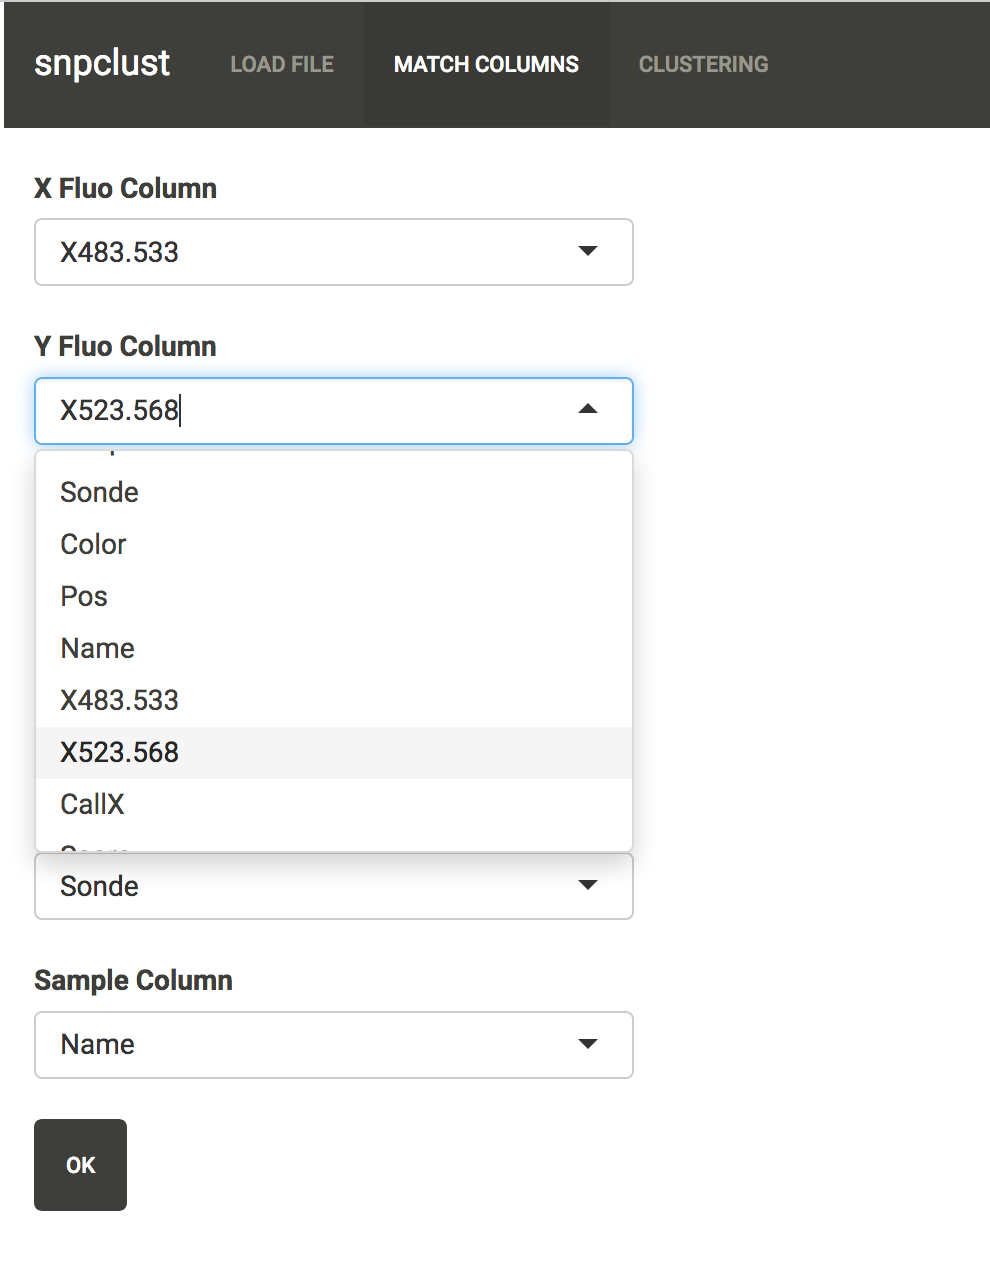 snpclust LOAD FILE MATCH COLUMNS CLUSTERING
X Fluo Column
X483.533
Y Fluo Column
X523.568
Sonde
Color
Pos
Name
X483.533
X523.568
CallX
Sonde
Sample Column
Name
OK